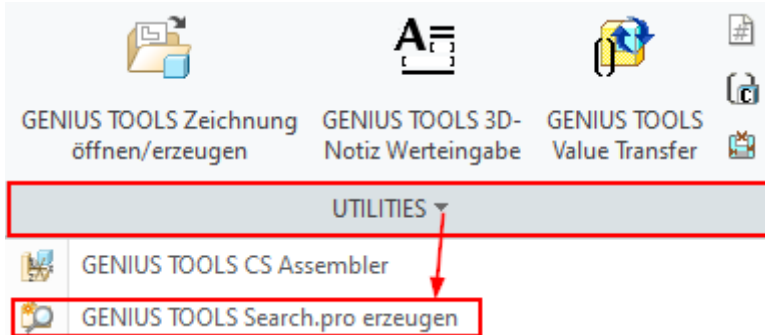 GENIUS TOOLS Zeichnung
öffnen/erzeugen
GENIUS TOOLS 3D-
Notiz Werteingabe
GENIUS TOOLS
Value Transfer
UTILITIES
GENIUS TOOLS CS Assembler
GENIUS TOOLS Search.pro erzeugen